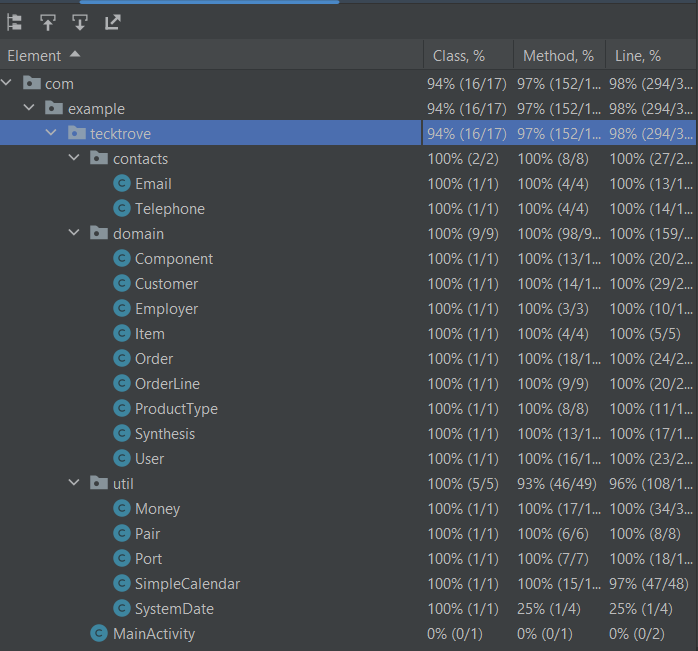 Element Class, % Method, % Line, %
com 94% (16/17) 97% (152/1... 98% (294/3...
example 94% (16/17) 97% (152/1... 98% (294/3...
tecktrove 94% (16/17) 97% (152/1... 98% (294/3...
contacts 100% (2/2) 100% (8/8) 100% (27/2...
C Email 100% (1/1) 100% (4/4) 100% (13/1...
C Telephone 100% (1/1) 100% (4/4) 100% (14/1...
domain 100% (9/9) 100% (98/9... 100% (159/...
C Component 100% (1/1) 100% (13/1... 100% (20/2...
C Customer 100% (1/1) 100% (14/1... 100% (29/2...
C Employer 100% (1/1) 100% (3/3) 100% (10/1...
C Item 100% (1/1) 100% (4/4) 100% (5/5)
C Order 100% (1/1) 100% (18/1... 100% (24/2...
C OrderLine 100% (1/1) 100% (9/9) 100% (20/2...
C ProductType 100% (1/1) 100% (8/8) 100% (11/1...
C Synthesis 100% (1/1) 100% (13/1... 100% (17/1...
C User 100% (1/1) 100% (16/1... 100% (23/2...
util 100% (5/5) 93% (46/49) 96% (108/1...
C Money 100% (1/1) 100% (17/1... 100% (34/3...
C Pair 100% (1/1) 100% (6/6) 100% (8/8)
C Port 100% (1/1) 100% (7/7) 100% (18/1...
C SimpleCalendar 100% (1/1) 100% (15/1... 97% (47/48)
C SystemDate 100% (1/1) 25% (1/4) 25% (1/4)
C MainActivity 0% (0/1) 0% (0/1) 0% (0/2)